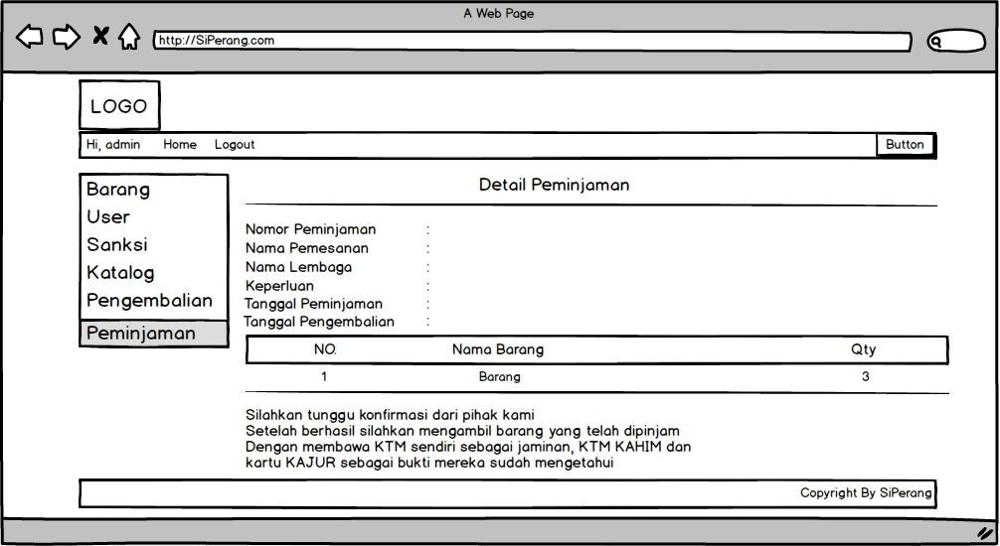 A Web Page
http://SiPerang.com
LOGO
Hi, admin Home Logout Button
Barang
User
Sanksi
Katalog
Pengembalian
Peminjaman
Detail Peminjaman
Nomor Peminjaman :
Nama Pemesanan :
Nama Lembaga :
Keperluan :
Tanggal Peminjaman :
Tanggal Pengembalian :
NO. Nama Barang Qty
1 Barang 3
Silahkan tunggu konfirmasi dari pihak kami
Setelah berhasil silahkan mengambil barang yang telah dipinjam
Dengan membawa KTM sendiri sebagai jaminan, KTM KAHIM dan
kartu KAJUR sebagai bukti mereka sudah mengetahui
Copyright By SiPerang